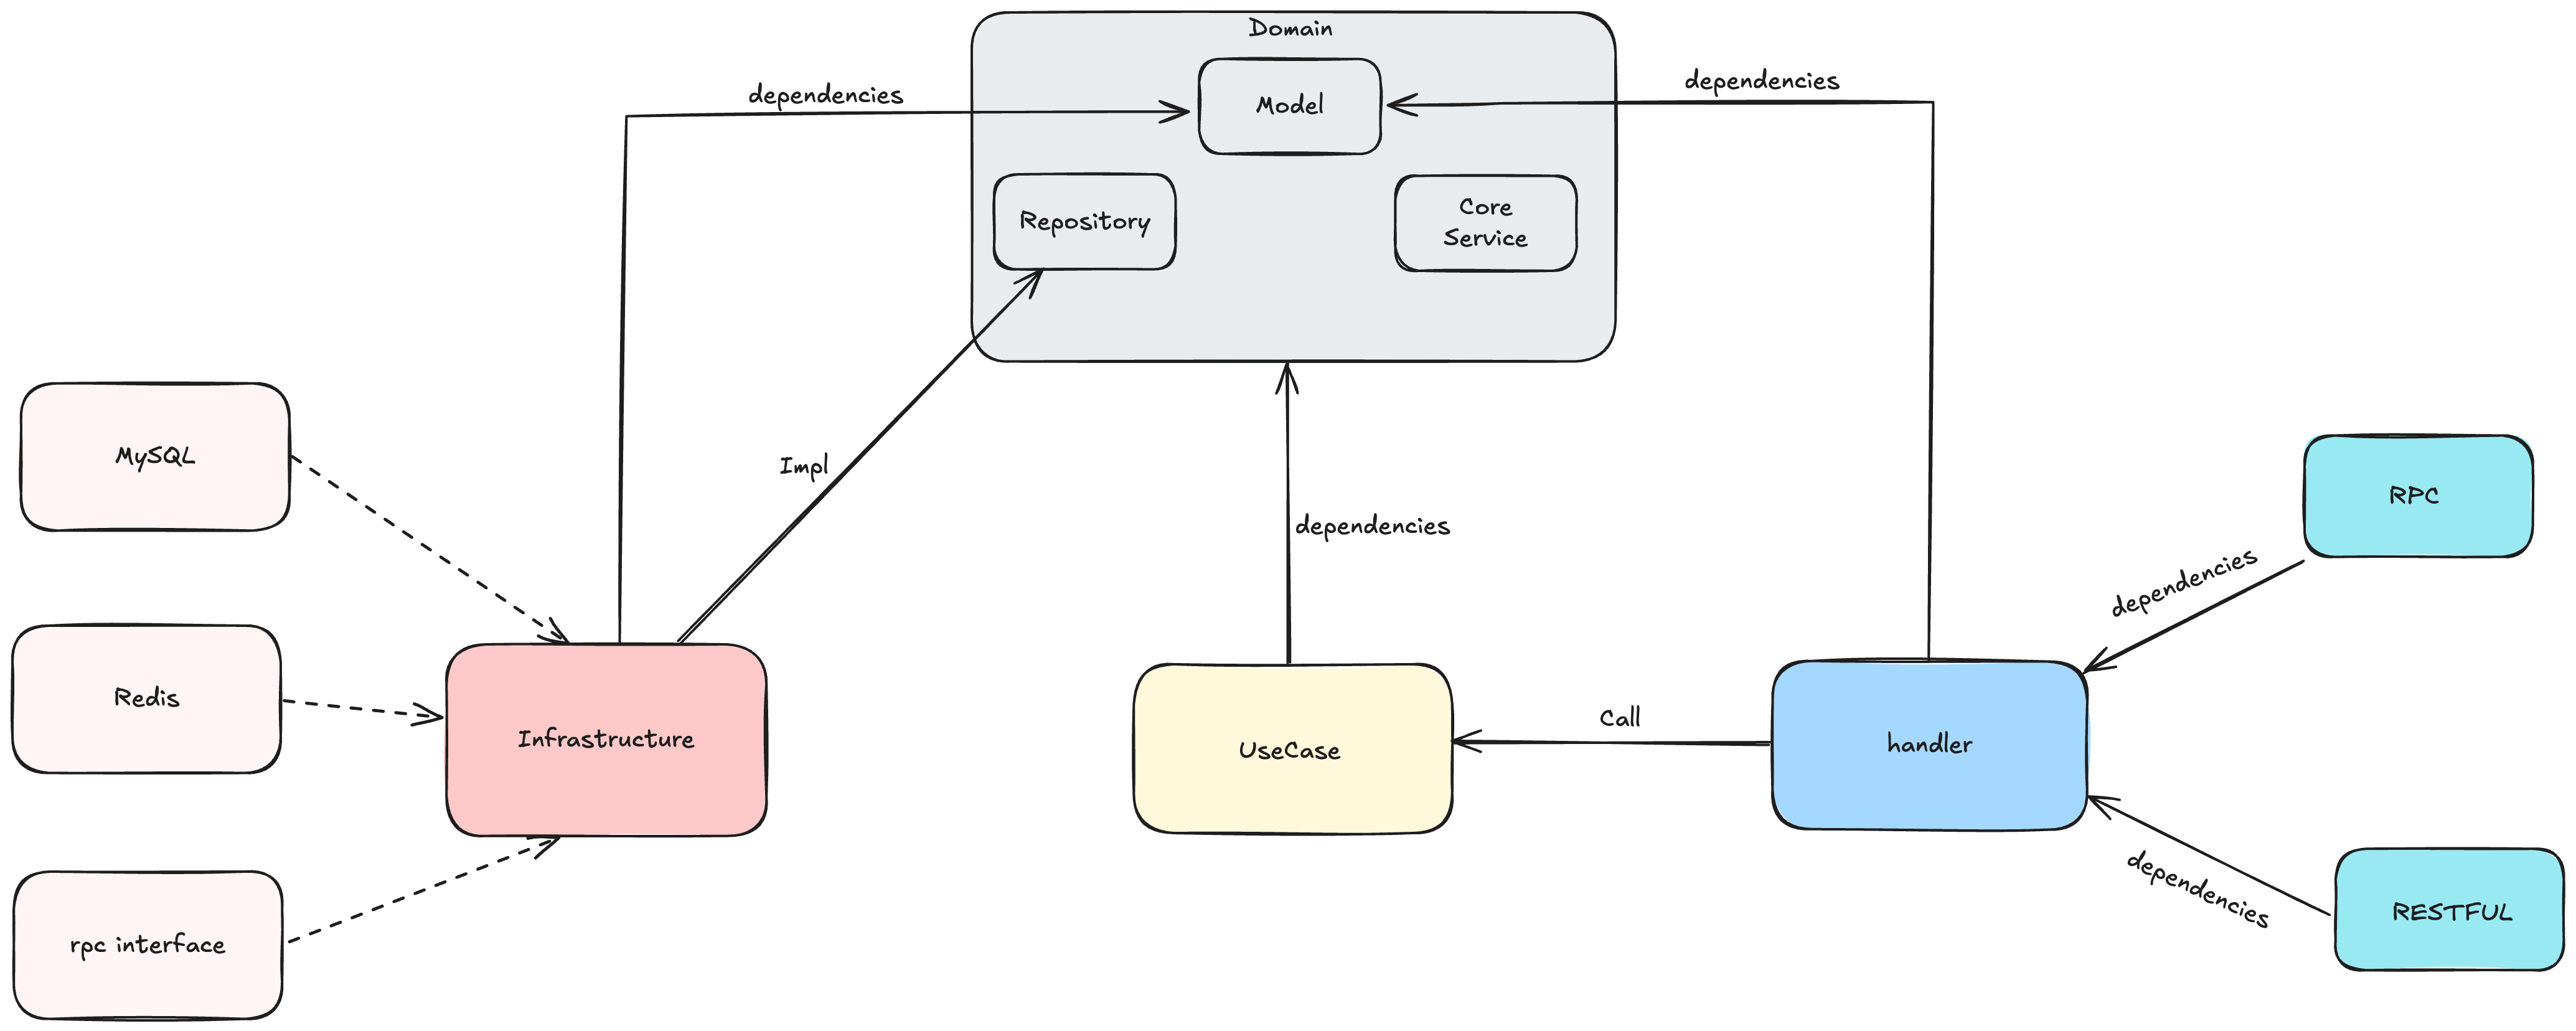 Domain
dependencies
Model
dependencies
Repository
Core
Service
MySQL
Impl
dependencies
RPC
dependencies
Redis
Infrastructure
UseCase
Call
handler
rpc interface
dependencies
RESTFUL